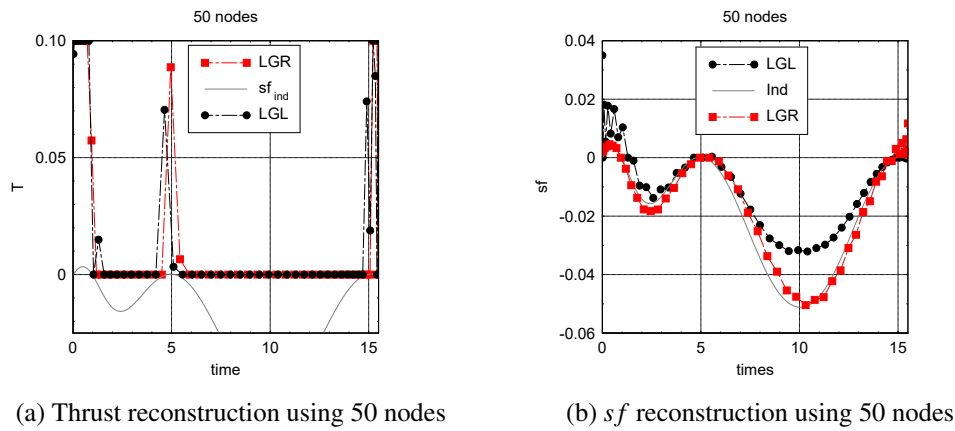 50 nodes
0.10
0.05
0
T
LGR
sf ind
LGL
0
5
10
15
time
50 nodes
0.04
0.02
0
-0.02
-0.04
-0.06
sf
LGL
Ind
LGR
0
5
10
15
times
(a) Thrust reconstruction using 50 nodes
(b) sf reconstruction using 50 nodes